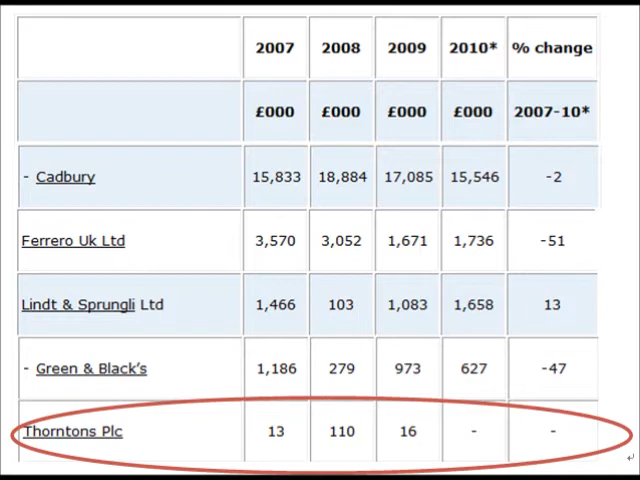 2007 2008 2009 2010* % change
£000 £000 £000 £000 2007-10*
- Cadbury 15,833 18,884 17,085 15,546 -2
Ferrero Uk Ltd 3,570 3,052 1,671 1,736 -51
Lindt & Sprungli Ltd 1,466 103 1,083 1,658 13
- Green & Black's 1,186 279 973 627 -47
Thorntons Plc 13 110 16 - -